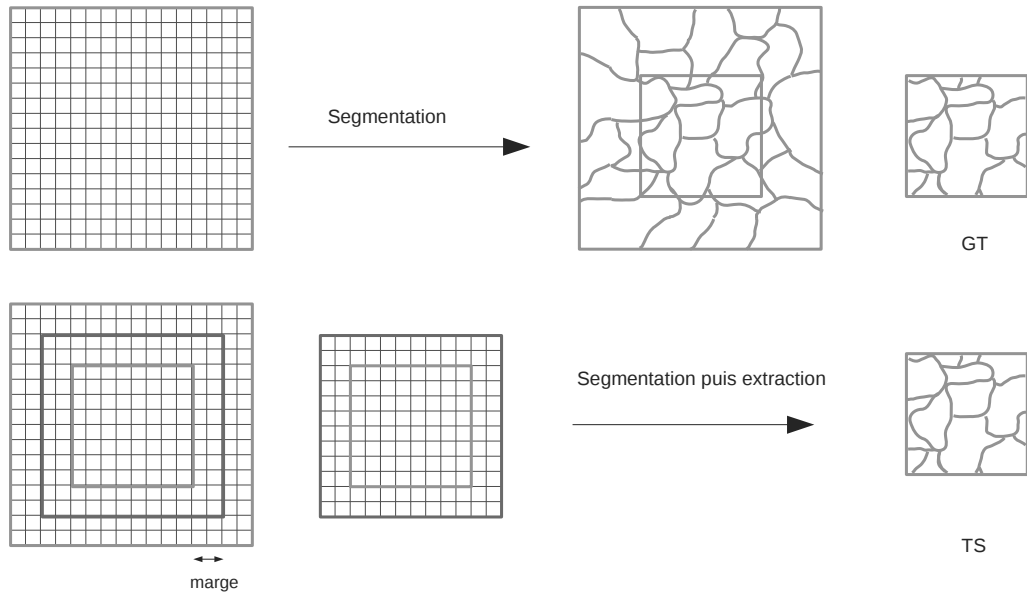 Segmentation
GT
Segmentation puis extraction
TS
marge